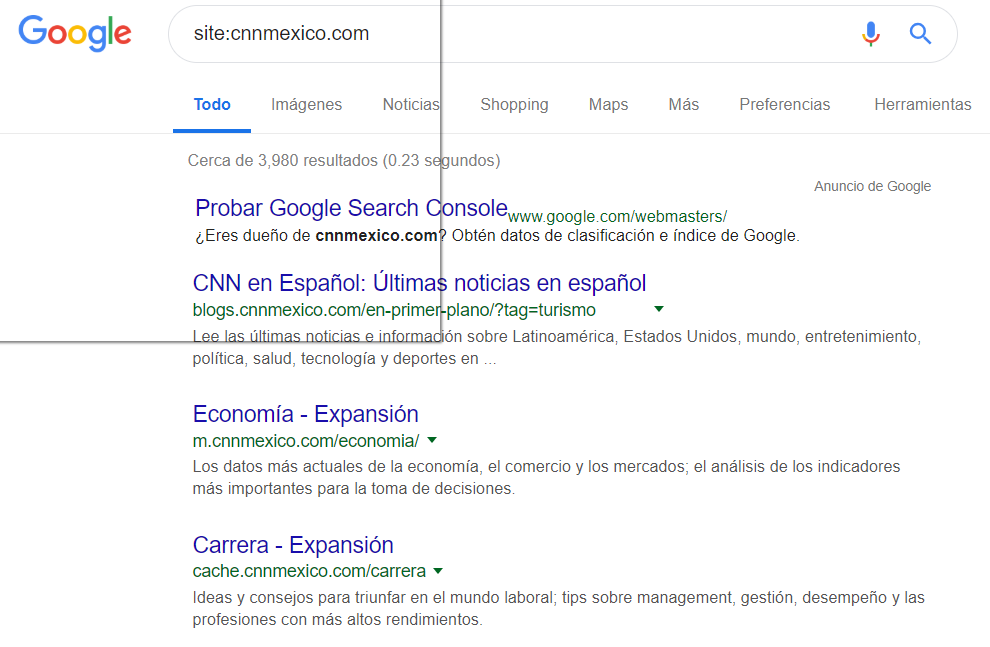 Google site:cnnmexico.com
Todo Imágenes Noticias Shopping Maps Más Preferencias Herramientas
Cerca de 3,980 resultados (0.23 segundos)
Anuncio de Google
Probar Google Search Console www.google.com/webmasters/
¿Eres dueño de cnnmexico.com? Obtén datos de clasificación e índice de Google.
CNN en Español: Últimas noticias en español
blogs.cnnmexico.com/en-primer-plano/?tag=turismo
Lee las últimas noticias e información sobre Latinoamérica, Estados Unidos, mundo, entretenimiento,
política, salud, tecnología y deportes en ...
Economía - Expansión
m.cnnmexico.com/economia/
Los datos más actuales de la economía, el comercio y los mercados; el análisis de los indicadores
más importantes para la toma de decisiones.
Carrera - Expansión
cache.cnnmexico.com/carrera
Ideas y consejos para triunfar en el mundo laboral; tips sobre management, gestión, desempeño y las
profesiones con más altos rendimientos.